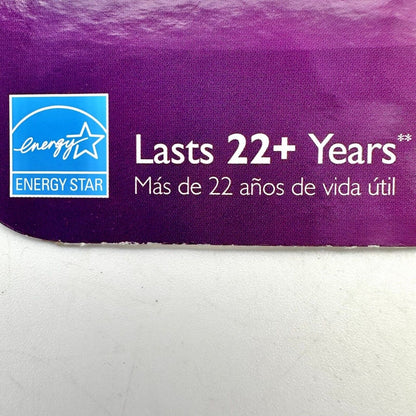 energy
ENERGY STAR
Lasts 22+ Years**
Más de 22 años de vida útil